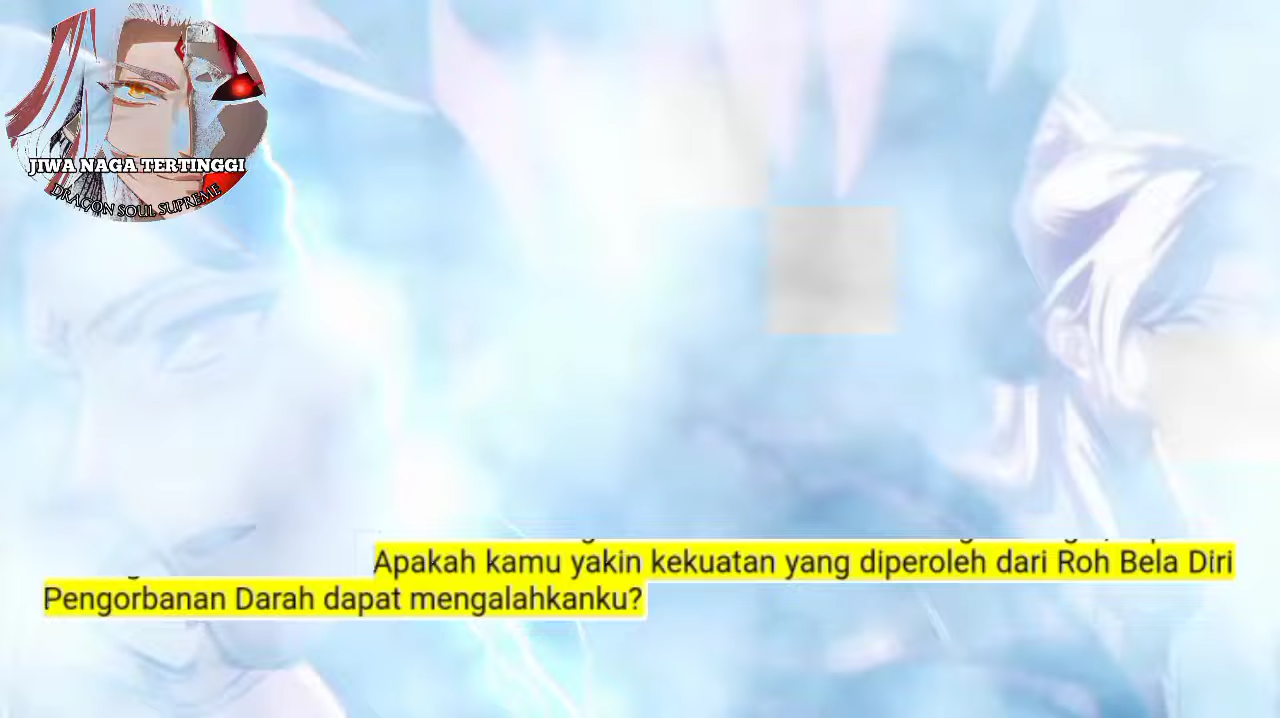 JIWA NAGA TERTINGGI
DRAGON SOUL SUPREME
Apakah kamu yakin kekuatan yang diperoleh dari Roh Bela Diri
Pengorbanan Darah dapat mengalahkanku?